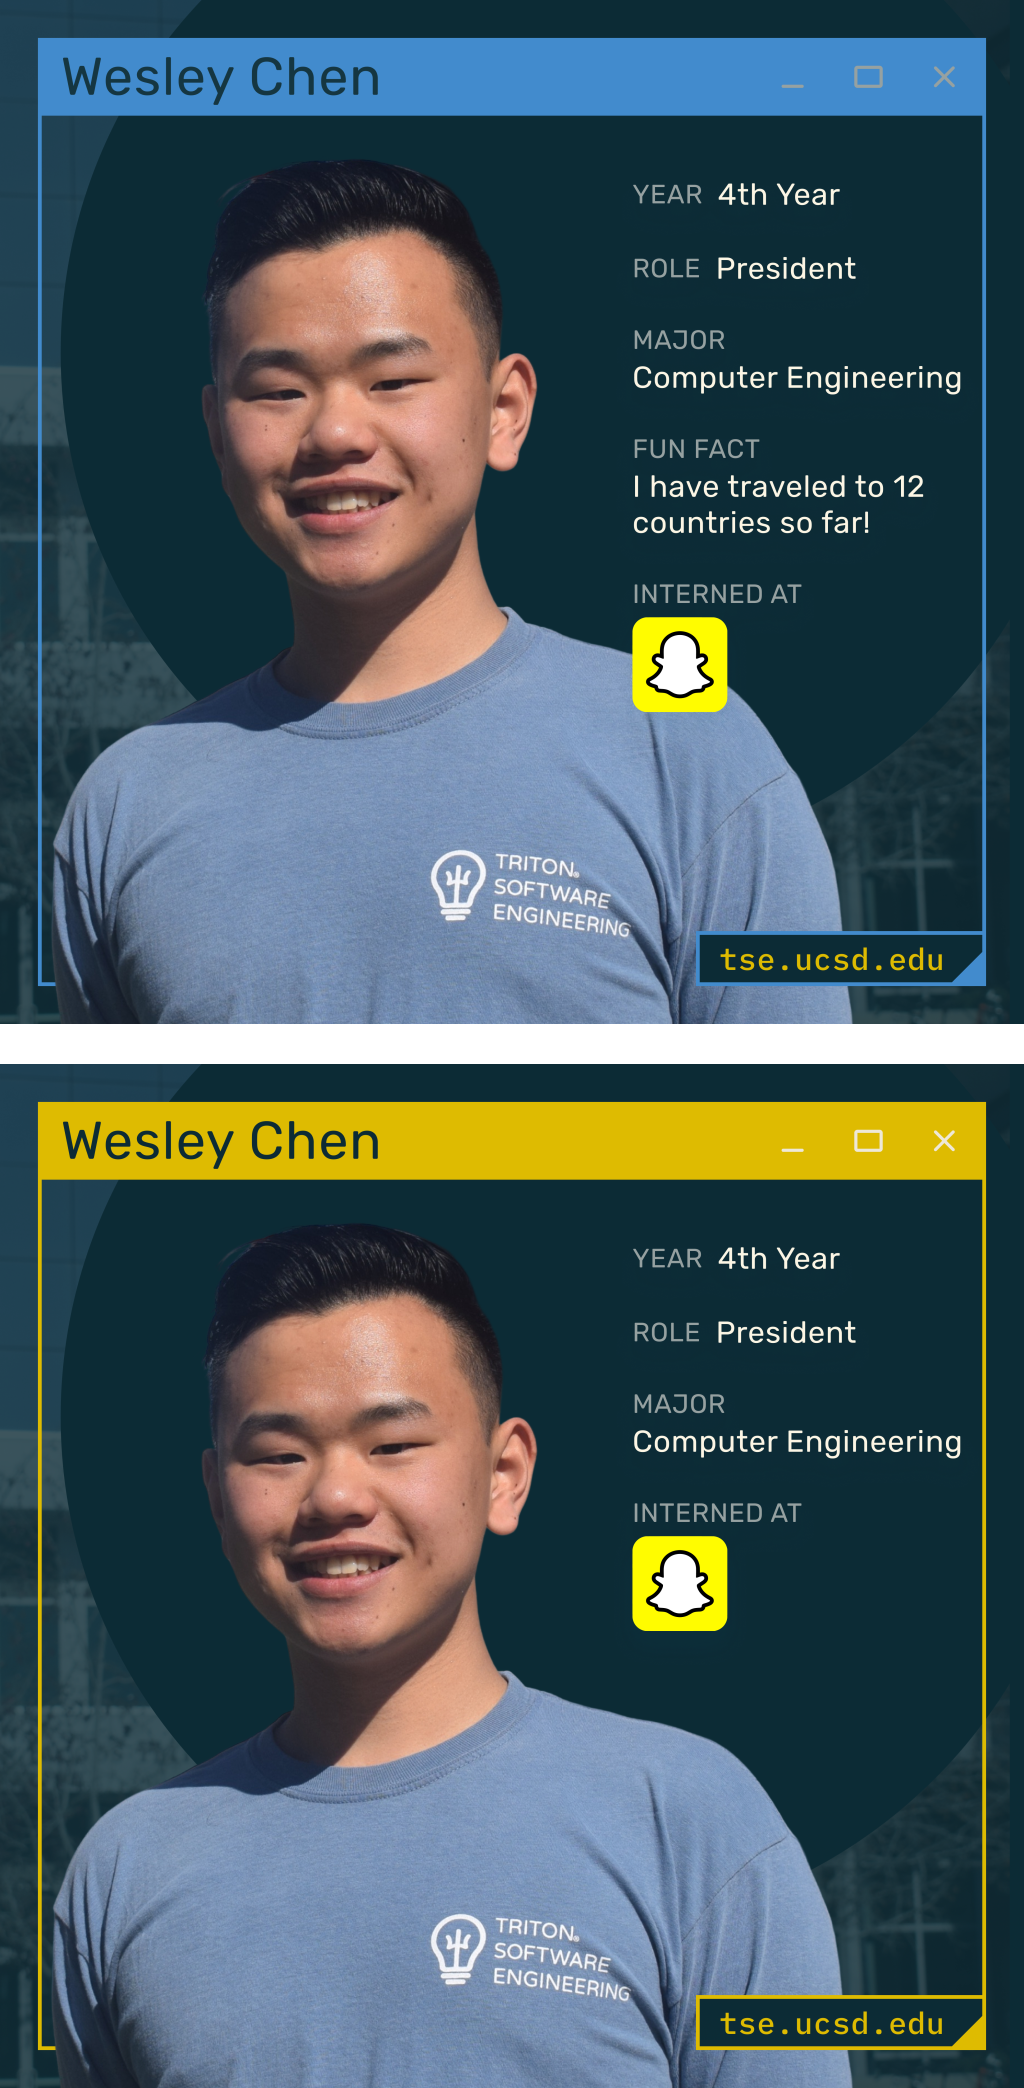 Wesley Chen
YEAR 4th Year
ROLE President
MAJOR
Computer Engineering
FUN FACT
I have traveled to 12
countries so far!
INTERNED AT
TRITON
SOFTWARE
ENGINEERING
tse.ucsd.edu
Wesley Chen
YEAR 4th Year
ROLE President
MAJOR
Computer Engineering
INTERNED AT
TRITON
SOFTWARE
ENGINEERING
tse.ucsd.edu